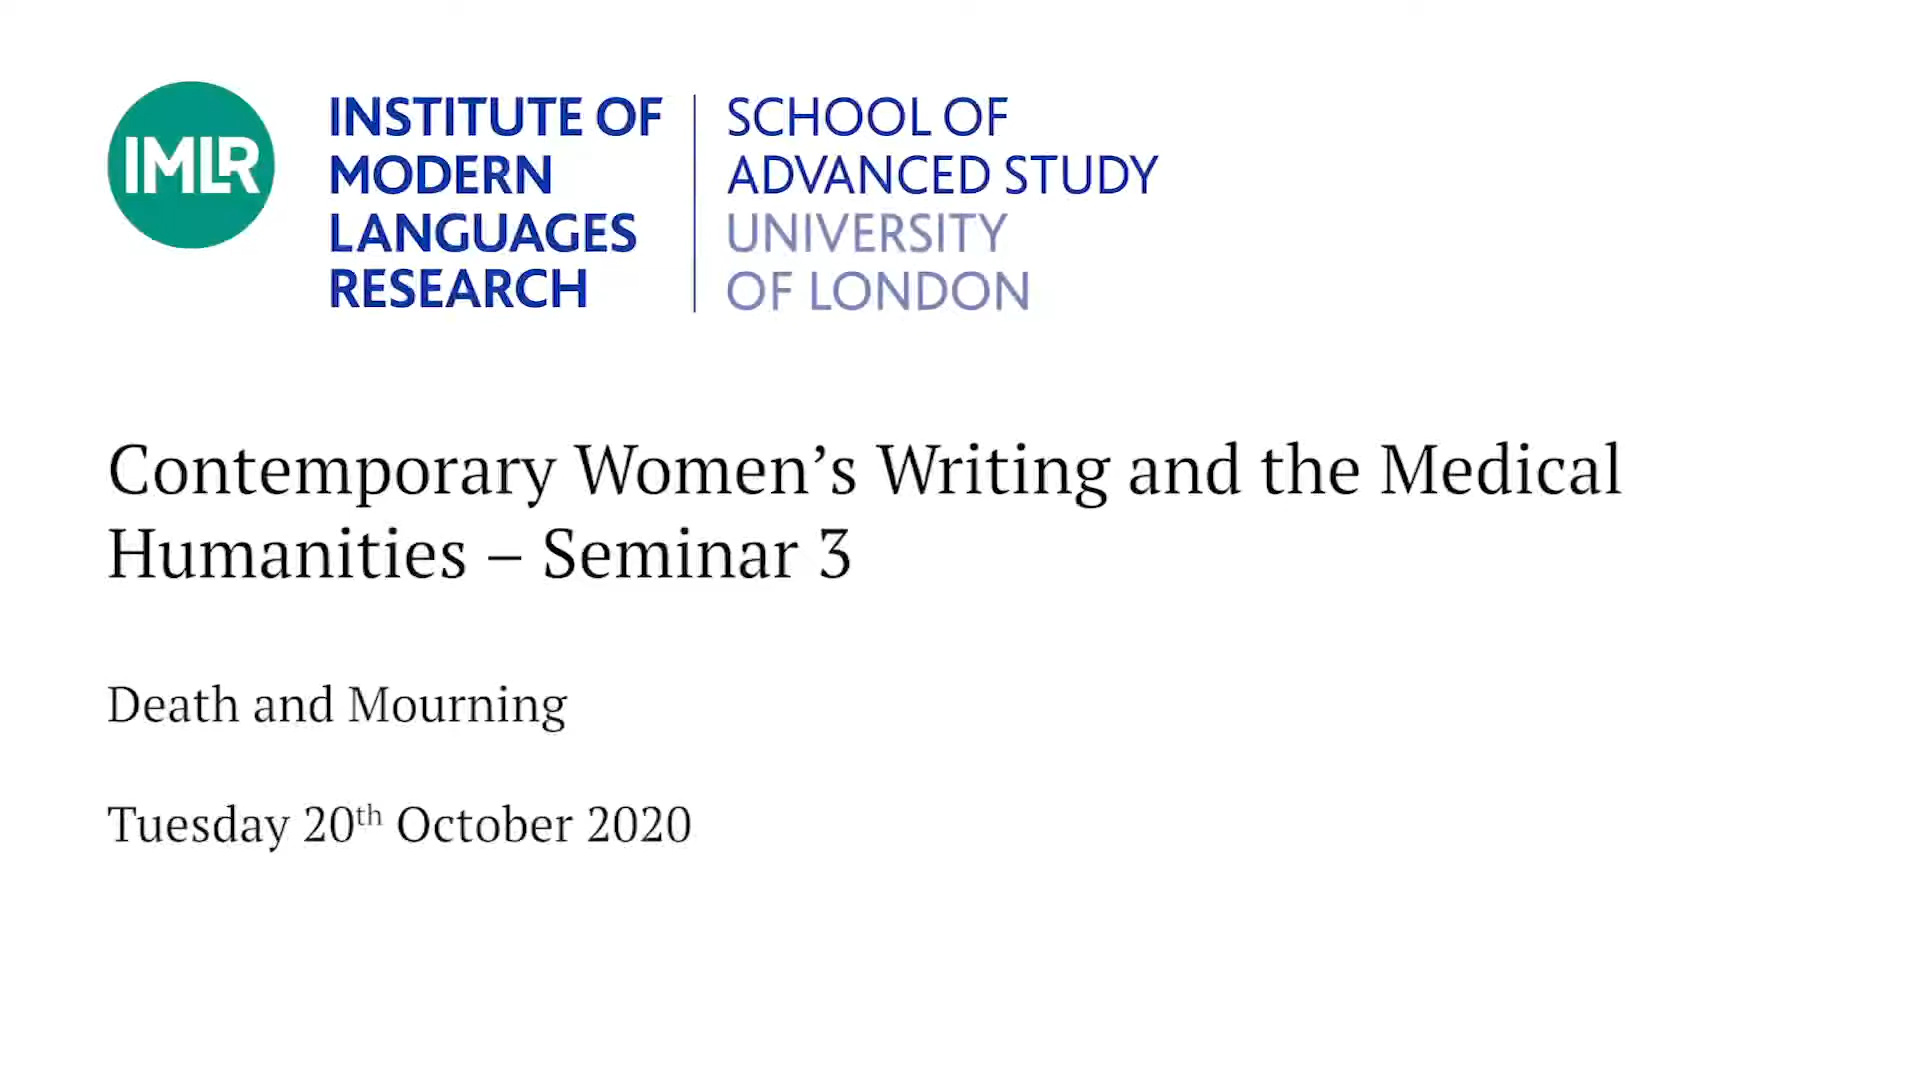 IMLR
INSTITUTE OF
MODERN
LANGUAGES
RESEARCH
SCHOOL OF
ADVANCED STUDY
UNIVERSITY
OF LONDON
Contemporary Women’s Writing and the Medical
Humanities – Seminar 3
Death and Mourning
Tuesday 20th October 2020